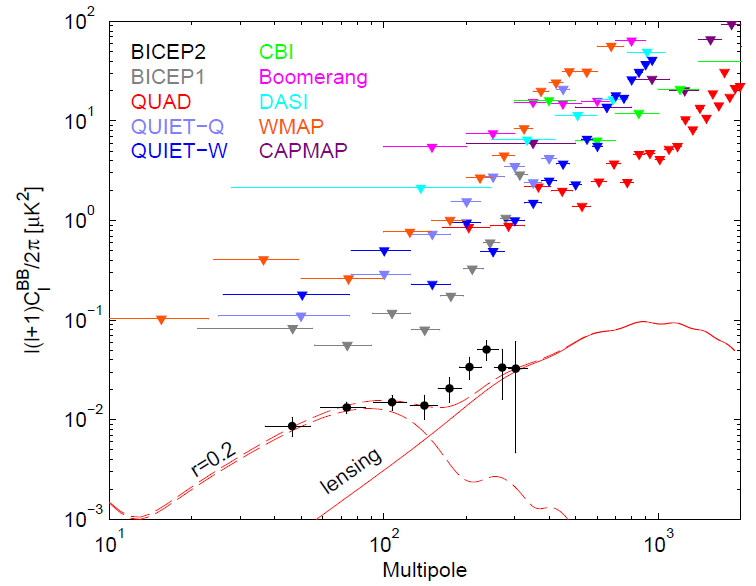 l(l+1)C_l^BB/2π [μK²]
10²
10¹
10⁰
10⁻¹
10⁻²
10⁻³
BICEP2
BICEP1
QUAD
QUIET−Q
QUIET−W
CBI
Boomerang
DASI
WMAP
CAPMAP
r=0.2
lensing
10¹
10²
10³
Multipole